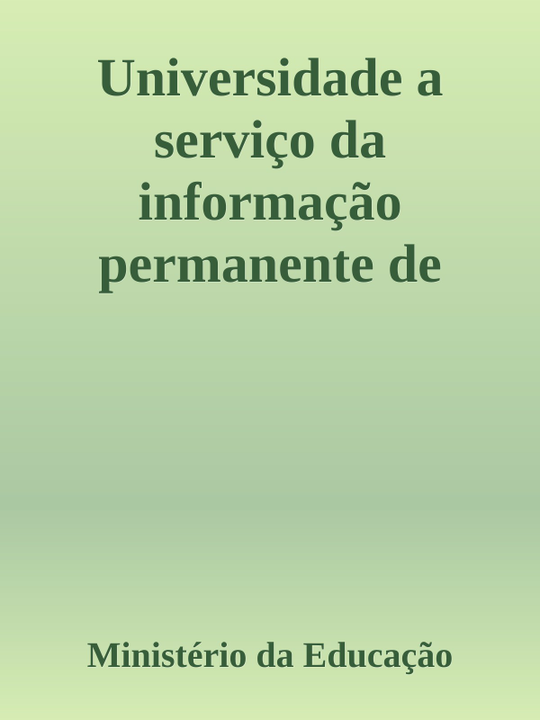 Universidade a
serviço da
informação
permanente de
Ministério da Educação